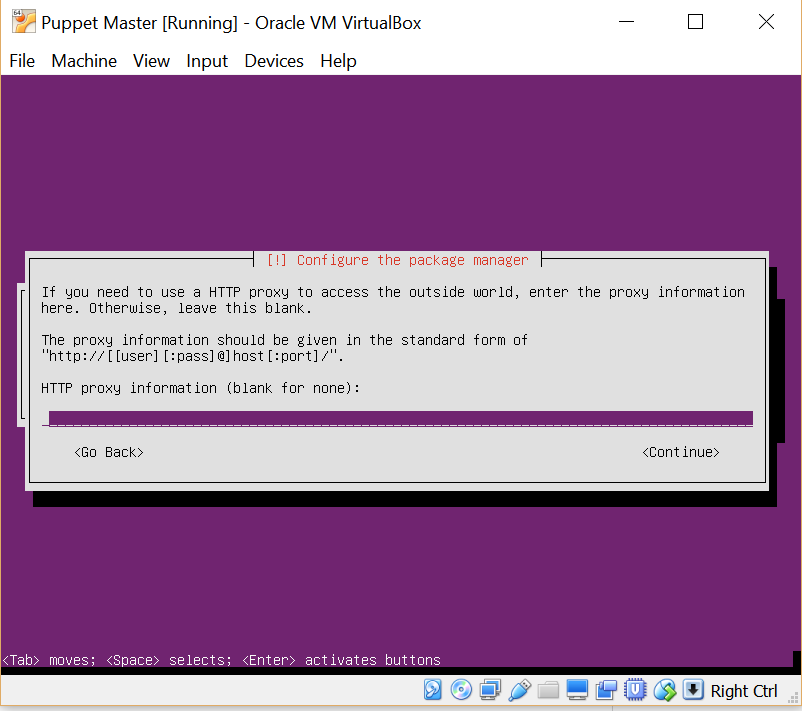 64
Puppet Master [Running] - Oracle VM VirtualBox
File Machine View Input Devices Help
[!] Configure the package manager
If you need to use a HTTP proxy to access the outside world, enter the proxy information
here. Otherwise, leave this blank.
The proxy information should be given in the standard form of
"http://[[user][:pass]@]host[:port]/".
HTTP proxy information (blank for none):
<Go Back> <Continue>
<Tab> moves; <Space> selects; <Enter> activates buttons
Right Ctrl